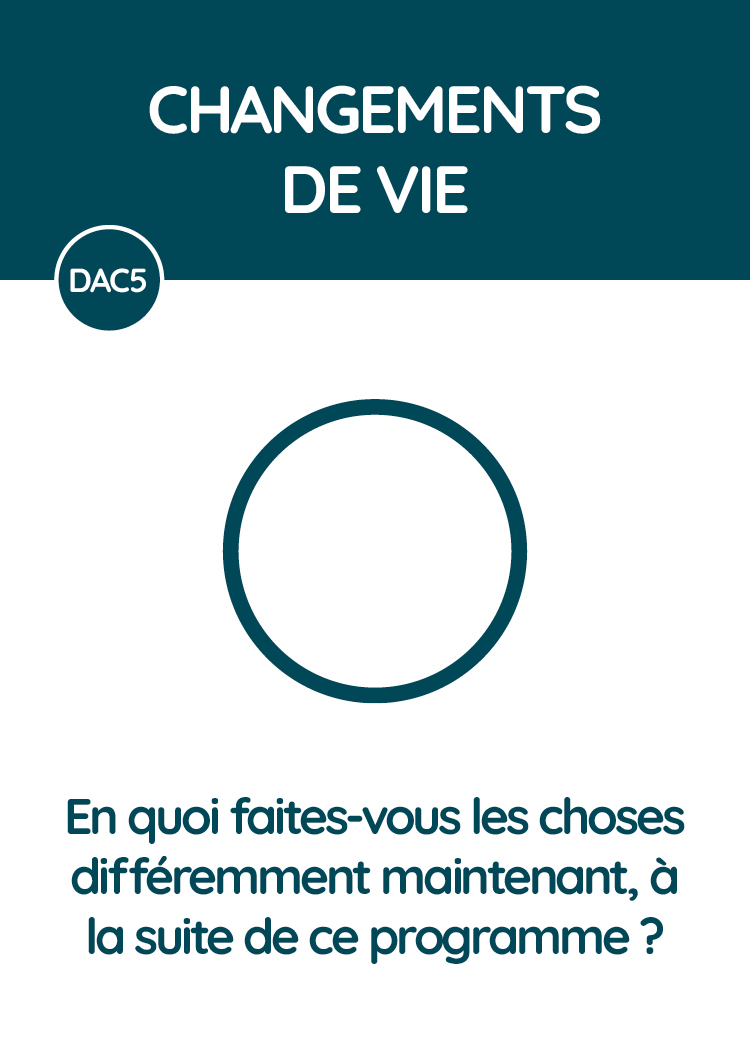 CHANGEMENTS
DE VIE
DAC5
En quoi faites-vous les choses
différemment maintenant, à
la suite de ce programme ?